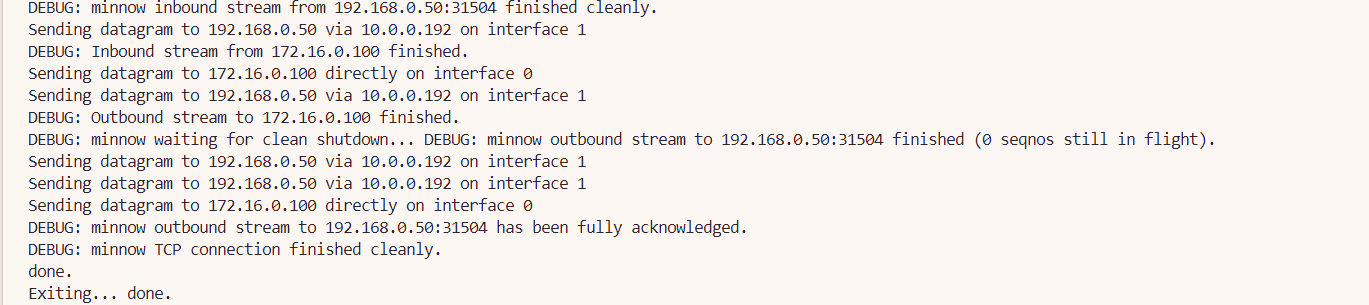 DEBUG: minnow inbound stream from 192.168.0.50:31504 finished cleanly.
Sending datagram to 192.168.0.50 via 10.0.0.192 on interface 1
DEBUG: Inbound stream from 172.16.0.100 finished.
Sending datagram to 172.16.0.100 directly on interface 0
Sending datagram to 192.168.0.50 via 10.0.0.192 on interface 1
DEBUG: Outbound stream to 172.16.0.100 finished.
DEBUG: minnow waiting for clean shutdown... DEBUG: minnow outbound stream to 192.168.0.50:31504 finished (0 seqnos still in flight).
Sending datagram to 192.168.0.50 via 10.0.0.192 on interface 1
Sending datagram to 192.168.0.50 via 10.0.0.192 on interface 1
Sending datagram to 172.16.0.100 directly on interface 0
DEBUG: minnow outbound stream to 192.168.0.50:31504 has been fully acknowledged.
DEBUG: minnow TCP connection finished cleanly.
done.
Exiting... done.